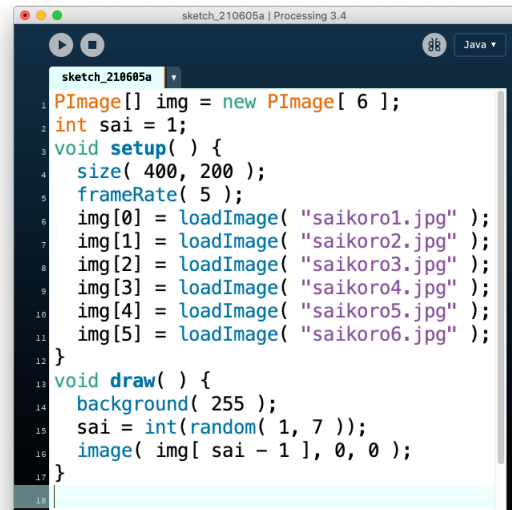 sketch_210605a | Processing 3.4
Java ▾
sketch_210605a ▾
1 PImage[] img = new PImage[ 6 ];
2 int sai = 1;
3 void setup( ) {
4   size( 400, 200 );
5   frameRate( 5 );
6   img[0] = loadImage( "saikoro1.jpg" );
7   img[1] = loadImage( "saikoro2.jpg" );
8   img[2] = loadImage( "saikoro3.jpg" );
9   img[3] = loadImage( "saikoro4.jpg" );
10   img[4] = loadImage( "saikoro5.jpg" );
11   img[5] = loadImage( "saikoro6.jpg" );
12 }
13 void draw( ) {
14   background( 255 );
15   sai = int(random( 1, 7 ));
16   image( img[ sai - 1 ], 0, 0 );
17 }
18